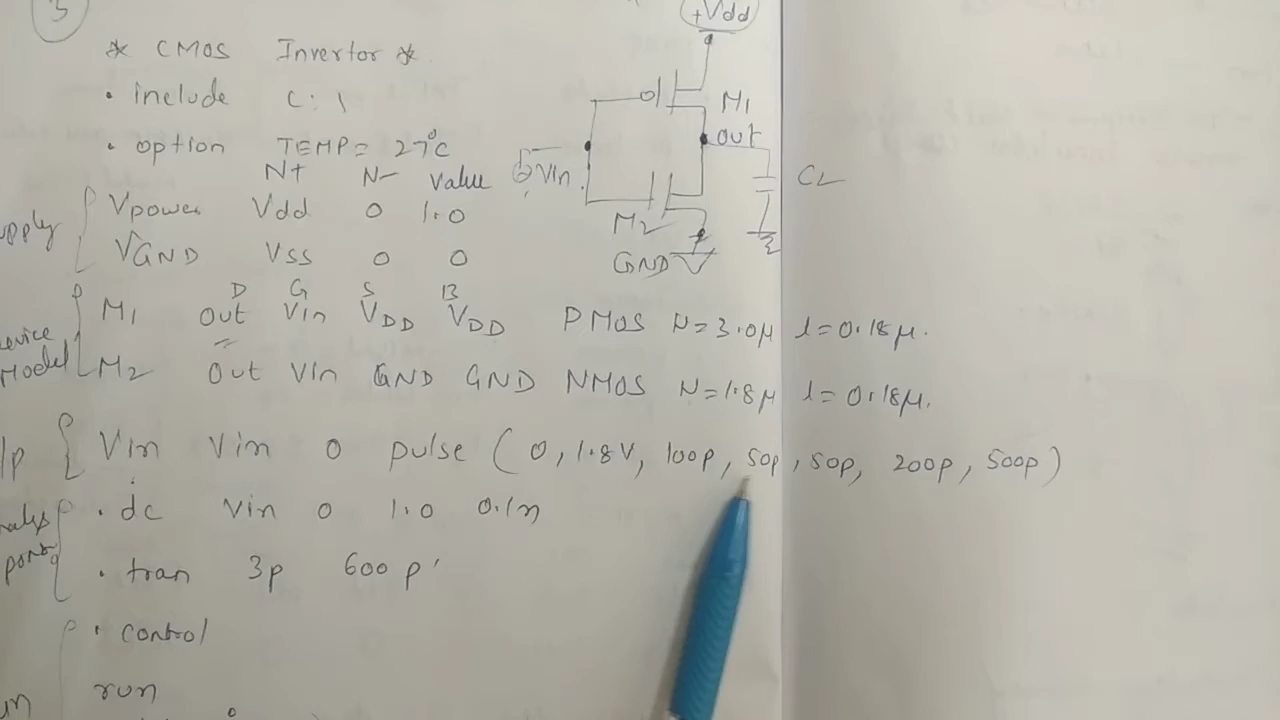 3
+Vdd
* CMOS Invertor *
. include C:\
M1
. option TEMP = 27°C
out
Vin
CL
N+ N- Value
Vpower Vdd 0 1.0
M2
VGND VSS 0 0
GND
D G S B
M1 out Vin VDD VDD PMOS W=3.0μ l=0.18μ.
M2 out Vin GND GND NMOS W=1.8μ l=0.18μ.
Vin Vin 0 pulse (0, 1.8V, 100p, 50p, 50p, 200p, 500p)
. dc Vin 0 1.0 0.1n
. tran 3p 600p
. control
run